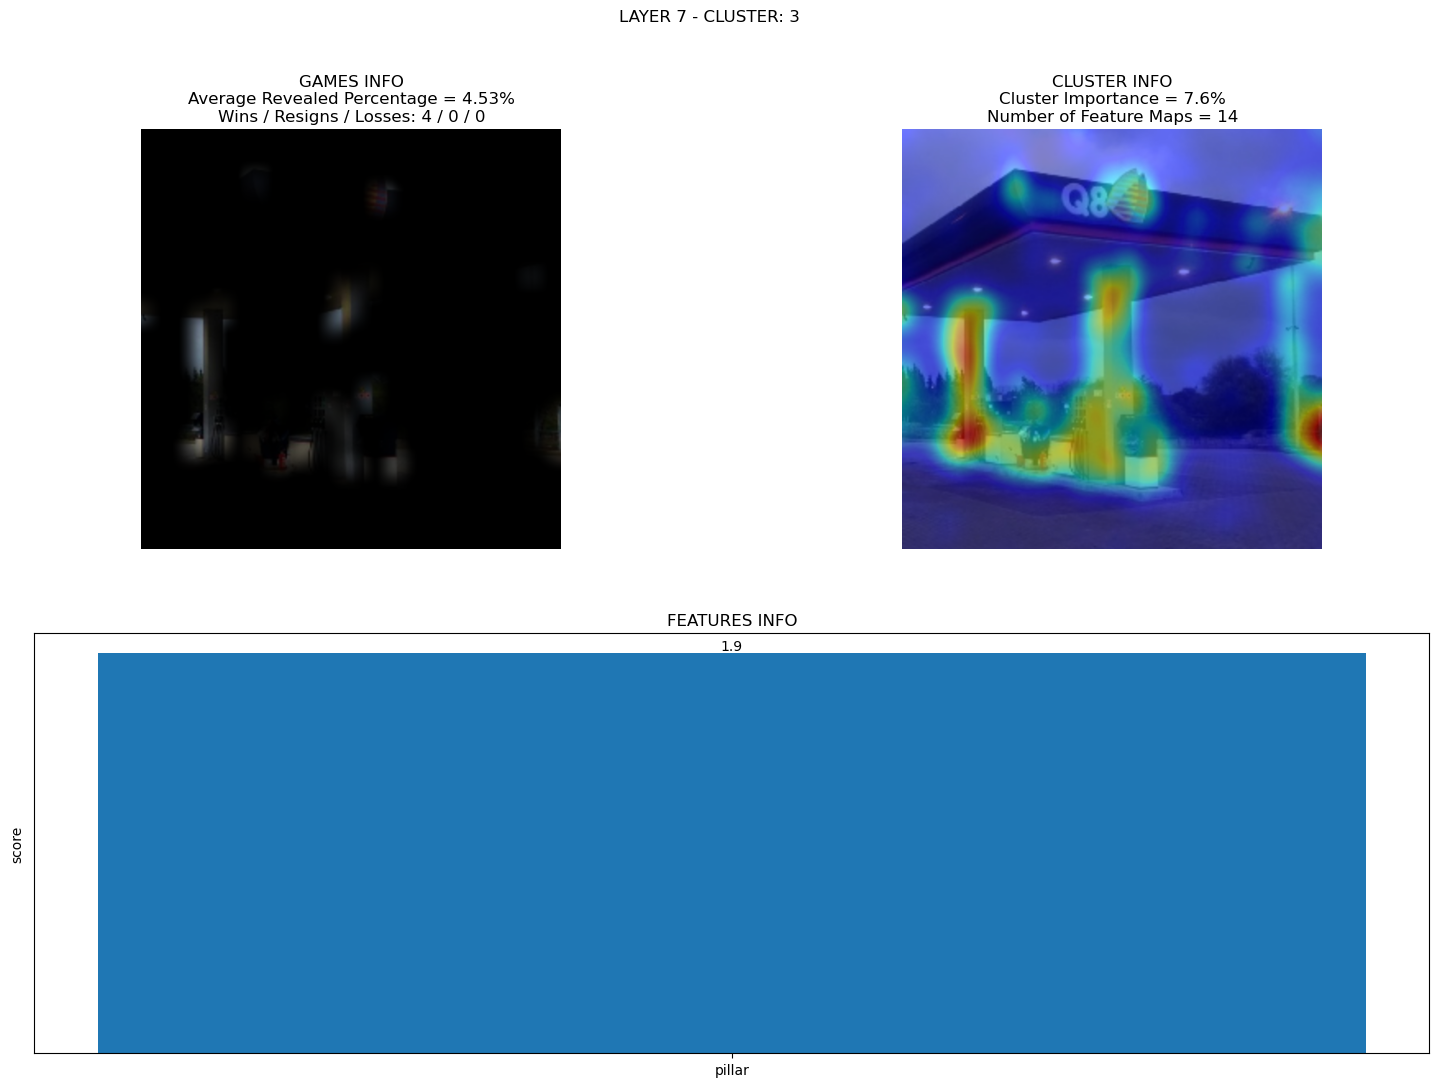 LAYER 7 - CLUSTER: 3
GAMES INFO
Average Revealed Percentage = 4.53%
Wins / Resigns / Losses: 4 / 0 / 0
CLUSTER INFO
Cluster Importance = 7.6%
Number of Feature Maps = 14
Q8
FEATURES INFO
1.9
score
pillar